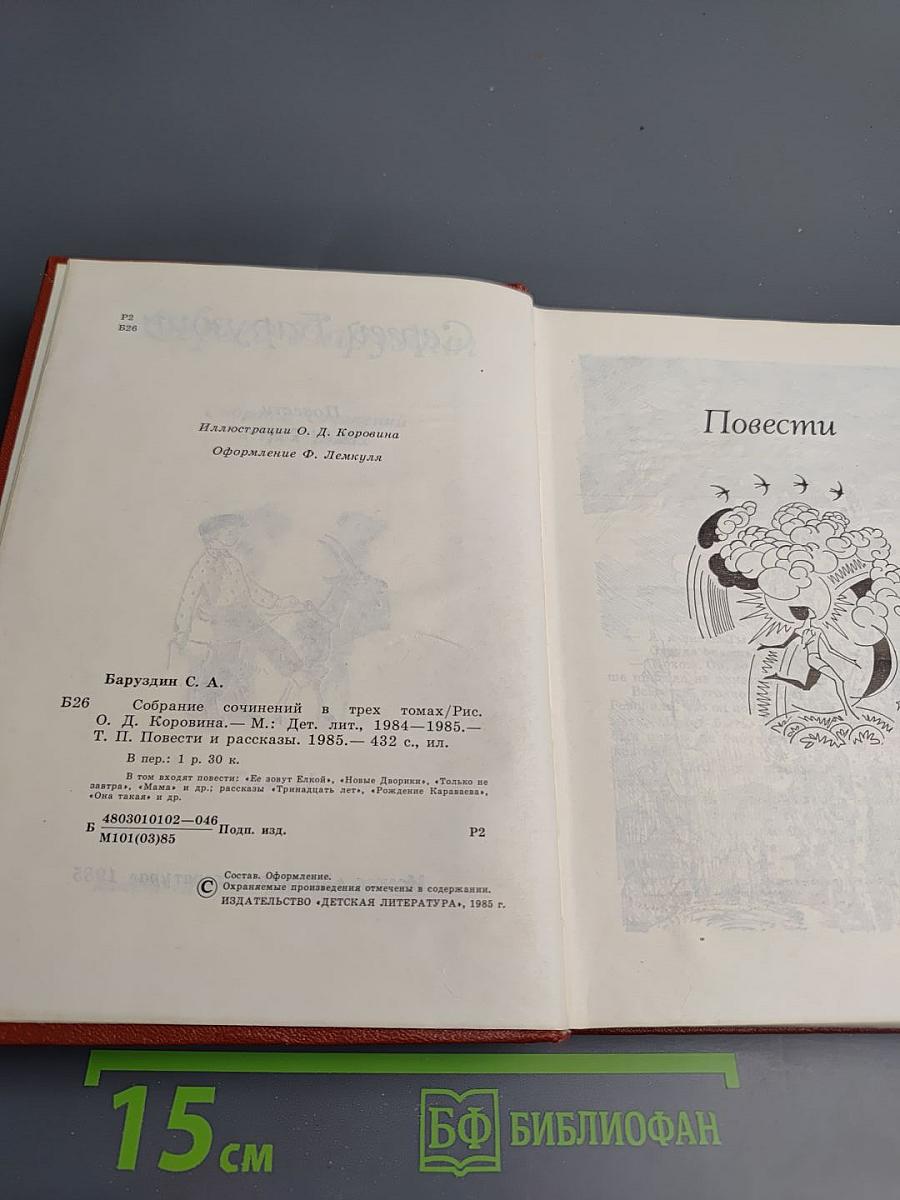 Р2
Б26
Иллюстрации О. Д. Коровина
Оформление Ф. Лемкуля
Баруздин С. А.
Б26 Собрание сочинений в трех томах/Рис.
О. Д. Коровина.— М.: Дет. лит., 1984—1985.—
Т. П. Повести и рассказы. 1985.— 432 с., ил.
В пер.: 1 р. 30 к.
В том входят повести: «Ее зовут Елкой», «Новые Дворики», «Только не
завтра», «Мама» и др.; рассказы «Тринадцать лет», «Рождение Караваева»,
«Она такая» и др.
Б 4803010102—046 Подп. изд. Р2
М101(03)85
© Состав. Оформление.
Охраняемые произведения отмечены в содержании.
ИЗДАТЕЛЬСТВО «ДЕТСКАЯ ЛИТЕРАТУРА», 1985 г.
Повести
15 см
БФ БИБЛИОФАН